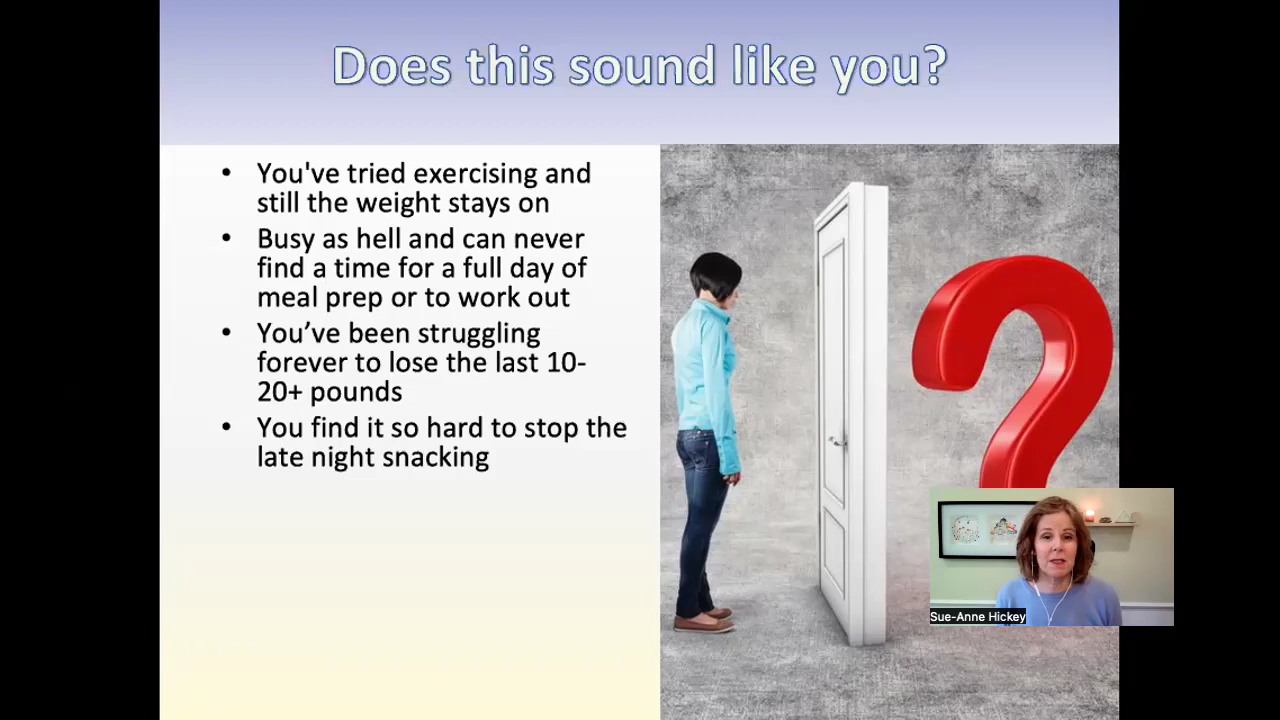 Does this sound like you?
• You've tried exercising and
still the weight stays on
• Busy as hell and can never
find a time for a full day of
meal prep or to work out
• You’ve been struggling
forever to lose the last 10-
20+ pounds
• You find it so hard to stop the
late night snacking
?
Sue-Anne Hickey